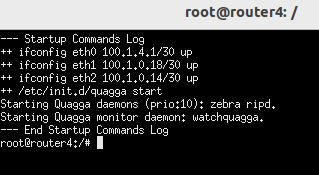 root@router4: /
--- Startup Commands Log
++ ifconfig eth0 100.1.4.1/30 up
++ ifconfig eth1 100.1.0.18/30 up
++ ifconfig eth2 100.1.0.14/30 up
++ /etc/init.d/quagga start
Starting Quagga daemons (prio:10): zebra ripd.
Starting Quagga monitor daemon: watchquagga.
--- End Startup Commands Log
root@router4:/#